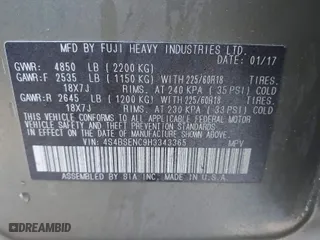 MFD BY FUJI HEAVY INDUSTRIES LTD.
GVWR: 4850 LB (2200 KG) DATE: 01/17
GAWR:F 2535 LB (1150 KG) WITH 225/60R18 TIRES,
18X7J RIMS, AT 240 KPA (35 PSI) COLD
GAWR:R 2645 LB (1200 KG) WITH 225/60R18 TIRES,
18X7J RIMS, AT 230 KPA (33 PSI) COLD
THIS VEHICLE CONFORMS TO ALL APPLICABLE
FEDERAL MOTOR VEHICLE SAFETY, BUMPER, AND
THEFT PREVENTION STANDARDS IN EFFECT ON THE
DATE OF MANUFACTURE SHOWN ABOVE.
VIN: 4S4BSENC9H3343365 MPV
ASSEMBLED BY SIA INC. MADE IN U.S.A.